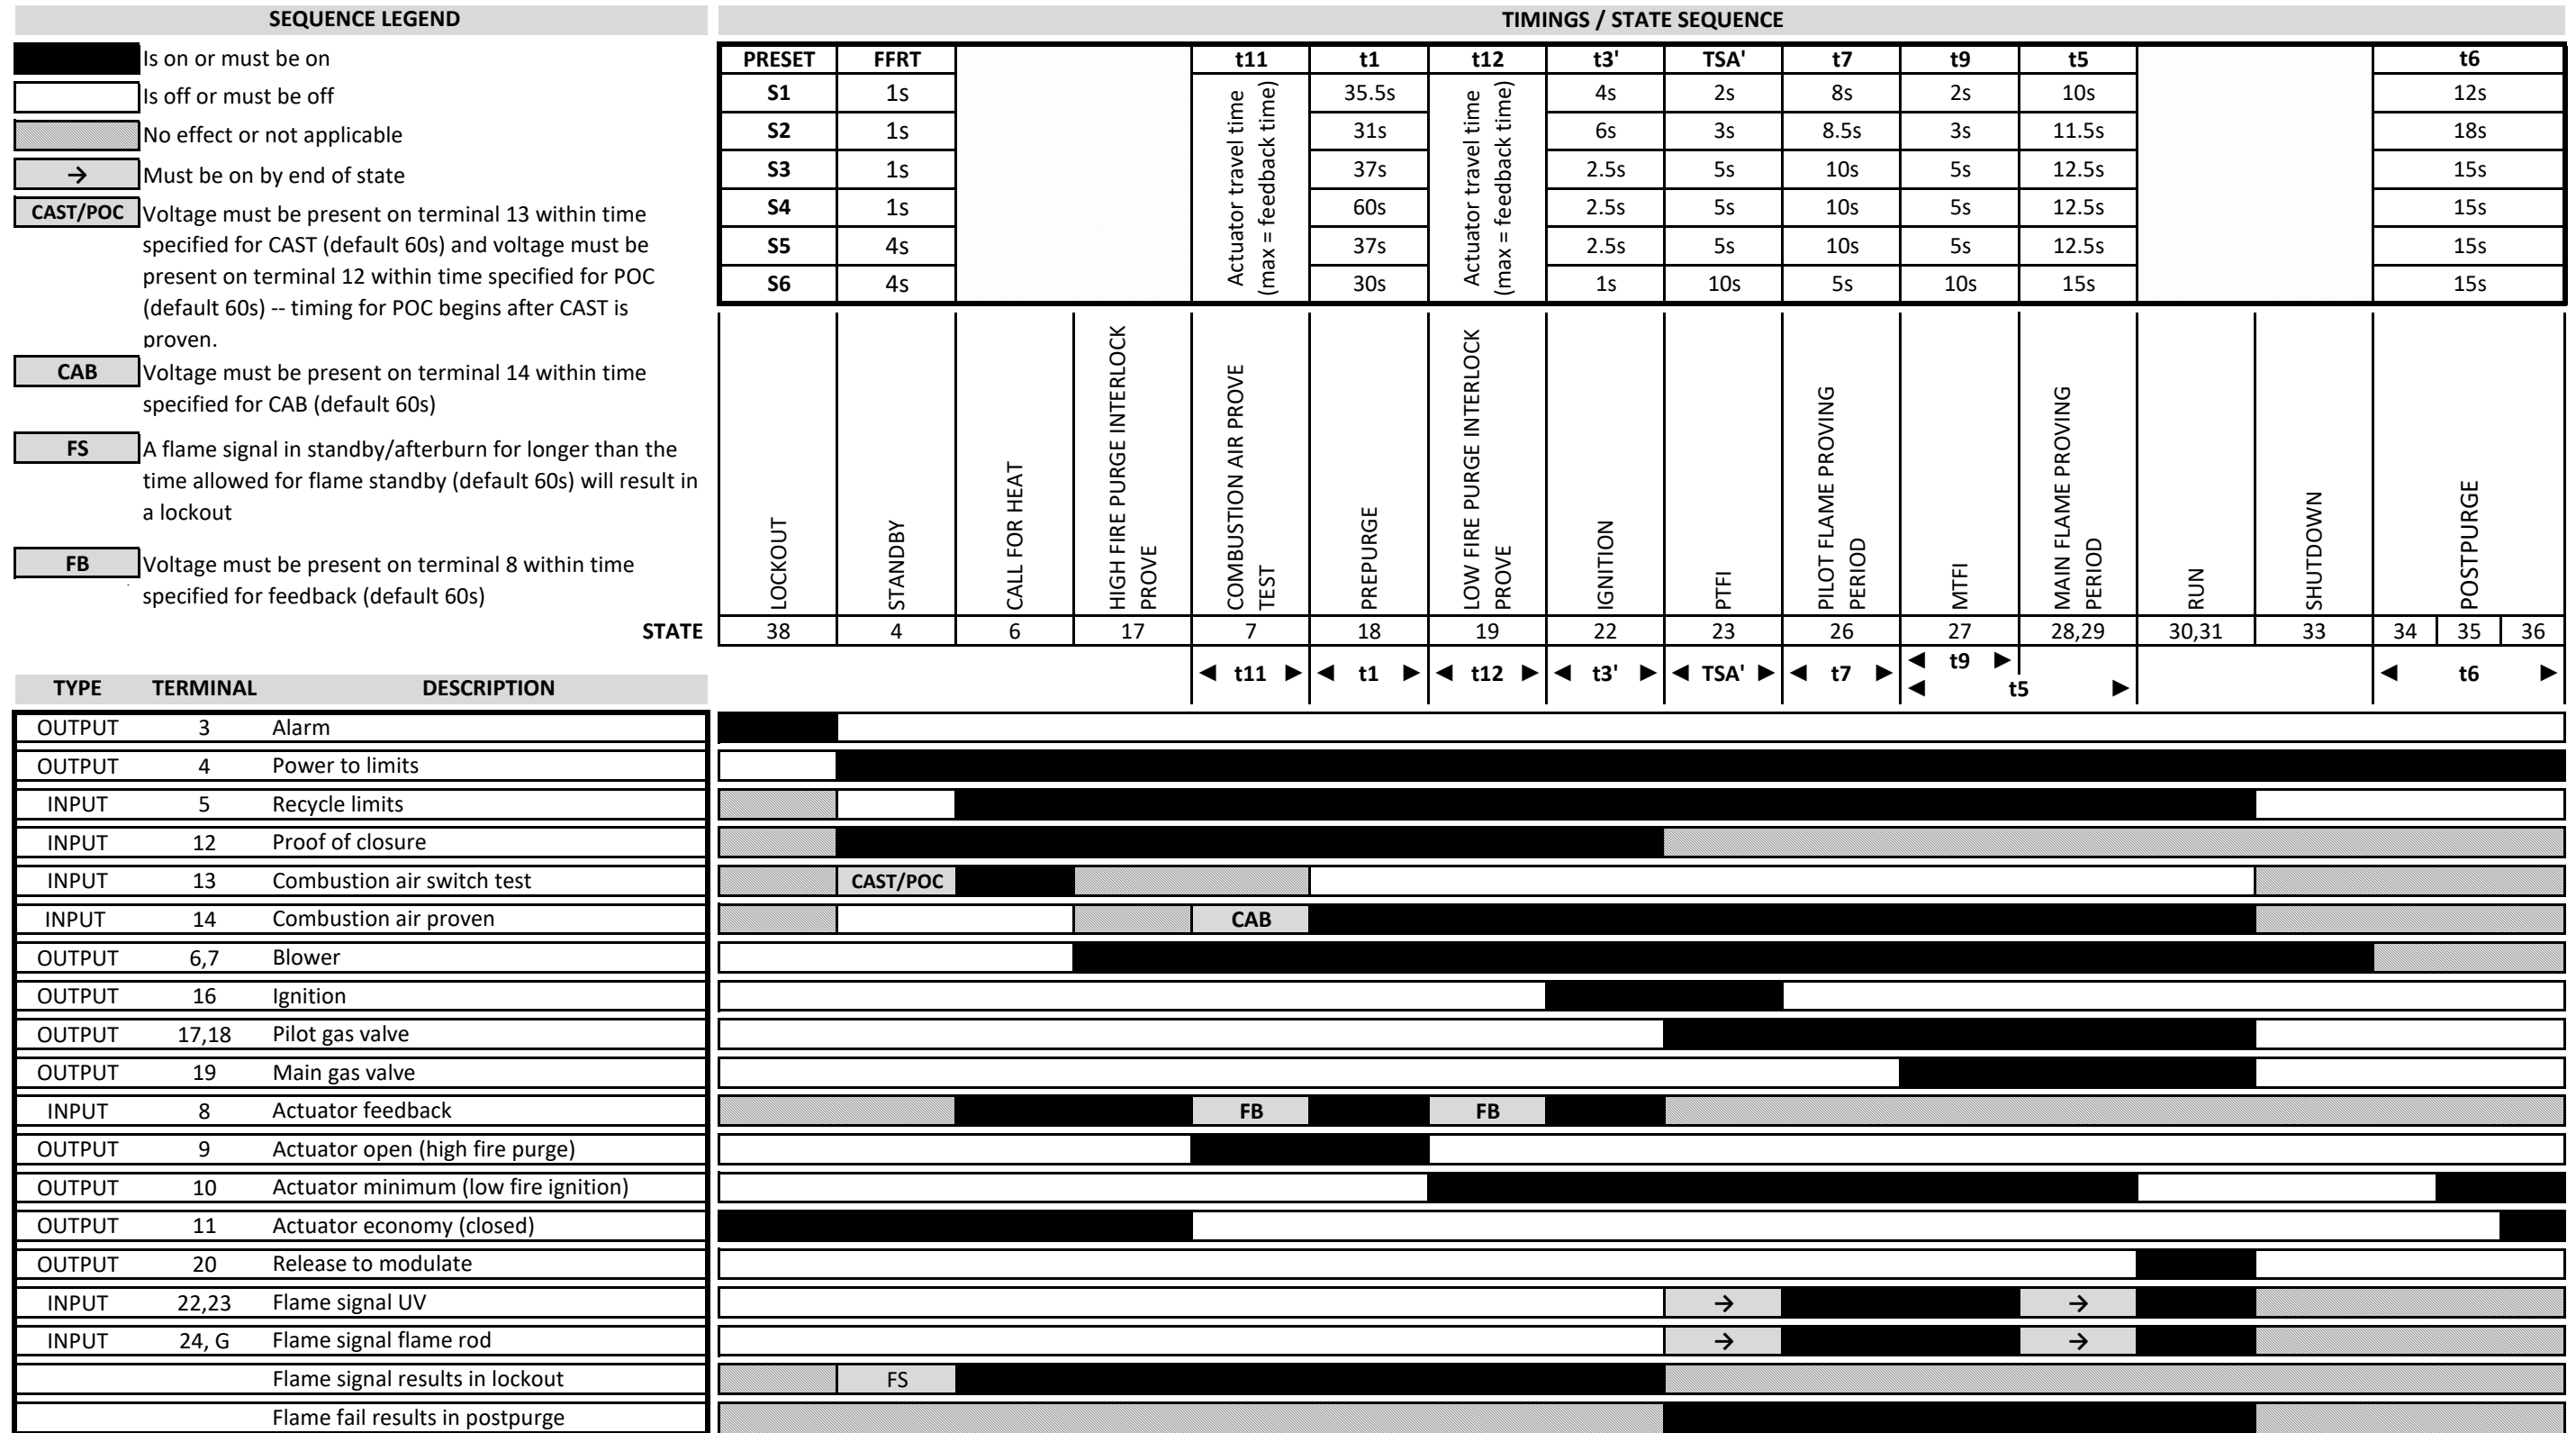 SEQUENCE LEGEND
Is on or must be on
Is off or must be off
No effect or not applicable
→ Must be on by end of state
CAST/POC Voltage must be present on terminal 13 within time
specified for CAST (default 60s) and voltage must be
present on terminal 12 within time specified for POC
(default 60s) -- timing for POC begins after CAST is
proven.
CAB Voltage must be present on terminal 14 within time
specified for CAB (default 60s)
FS A flame signal in standby/afterburn for longer than the
time allowed for flame standby (default 60s) will result in
a lockout
FB Voltage must be present on terminal 8 within time
specified for feedback (default 60s)
TIMINGS / STATE SEQUENCE
PRESET FFRT t11 t1 t12 t3' TSA' t7 t9 t5 t6
S1 1s 35.5s 4s 2s 8s 2s 10s 12s
S2 1s 31s 6s 3s 8.5s 3s 11.5s 18s
S3 1s 37s 2.5s 5s 10s 5s 12.5s 15s
S4 1s 60s 2.5s 5s 10s 5s 12.5s 15s
S5 4s 37s 2.5s 5s 10s 5s 12.5s 15s
S6 4s 30s 1s 10s 5s 10s 15s 15s
Actuator travel time
(max = feedback time)
Actuator travel time
(max = feedback time)
LOCKOUT
STANDBY
CALL FOR HEAT
HIGH FIRE PURGE INTERLOCK
PROVE
COMBUSTION AIR PROVE
TEST
PREPURGE
LOW FIRE PURGE INTERLOCK
PROVE
IGNITION
PTFI
PILOT FLAME PROVING
PERIOD
MTFI
MAIN FLAME PROVING
PERIOD
RUN
SHUTDOWN
POSTPURGE
STATE 38 4 6 17 7 18 19 22 23 26 27 28,29 30,31 33 34 35 36
◄ t11 ► ◄ t1 ► ◄ t12 ► ◄ t3' ► ◄ TSA' ► ◄ t7 ► ◄ t9 ► ◄ t6 ►
◄ t5 ►
TYPE TERMINAL DESCRIPTION
OUTPUT 3 Alarm
OUTPUT 4 Power to limits
INPUT 5 Recycle limits
INPUT 12 Proof of closure
INPUT 13 Combustion air switch test CAST/POC
INPUT 14 Combustion air proven CAB
OUTPUT 6,7 Blower
OUTPUT 16 Ignition
OUTPUT 17,18 Pilot gas valve
OUTPUT 19 Main gas valve
INPUT 8 Actuator feedback FB FB
OUTPUT 9 Actuator open (high fire purge)
OUTPUT 10 Actuator minimum (low fire ignition)
OUTPUT 11 Actuator economy (closed)
OUTPUT 20 Release to modulate
INPUT 22,23 Flame signal UV → →
INPUT 24, G Flame signal flame rod → →
Flame signal results in lockout FS
Flame fail results in postpurge